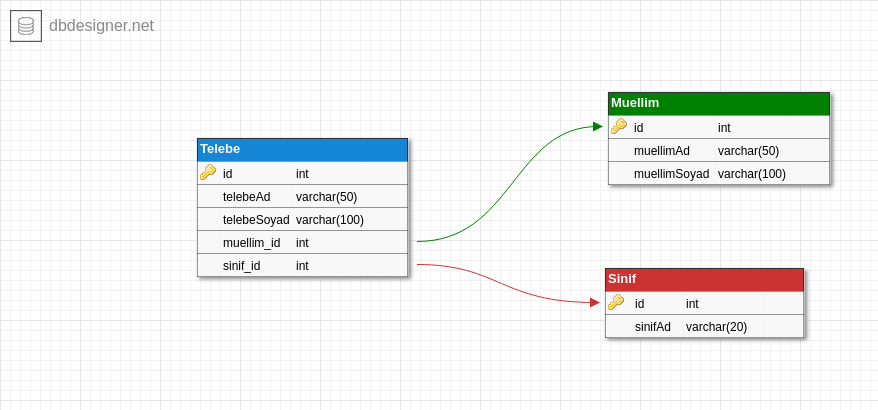 dbdesigner.net
Telebe
id int
telebeAd varchar(50)
telebeSoyad varchar(100)
muellim_id int
sinif_id int
Muellim
id int
muellimAd varchar(50)
muellimSoyad varchar(100)
Sinif
id int
sinifAd varchar(20)